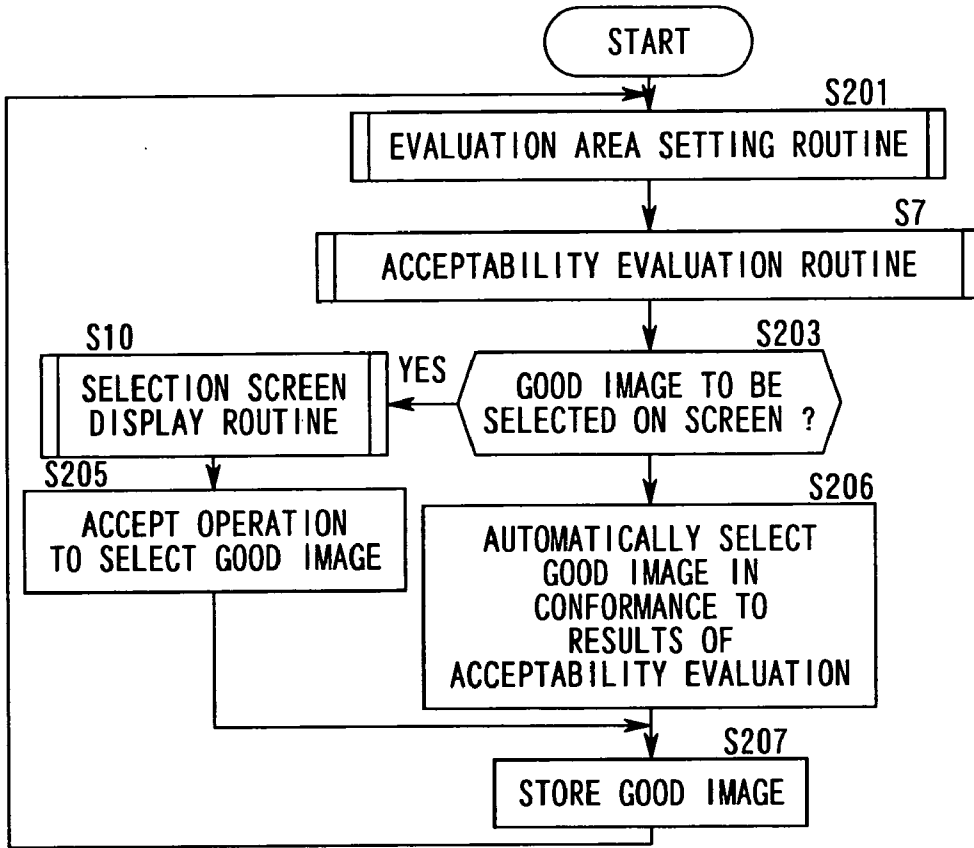 START
S201
EVALUATION AREA SETTING ROUTINE
S7
ACCEPTABILITY EVALUATION ROUTINE
S203
GOOD IMAGE TO BE
SELECTED ON SCREEN ?
YES
S10
SELECTION SCREEN
DISPLAY ROUTINE
S205
ACCEPT OPERATION
TO SELECT GOOD IMAGE
S206
AUTOMATICALLY SELECT
GOOD IMAGE IN
CONFORMANCE TO
RESULTS OF
ACCEPTABILITY EVALUATION
S207
STORE GOOD IMAGE